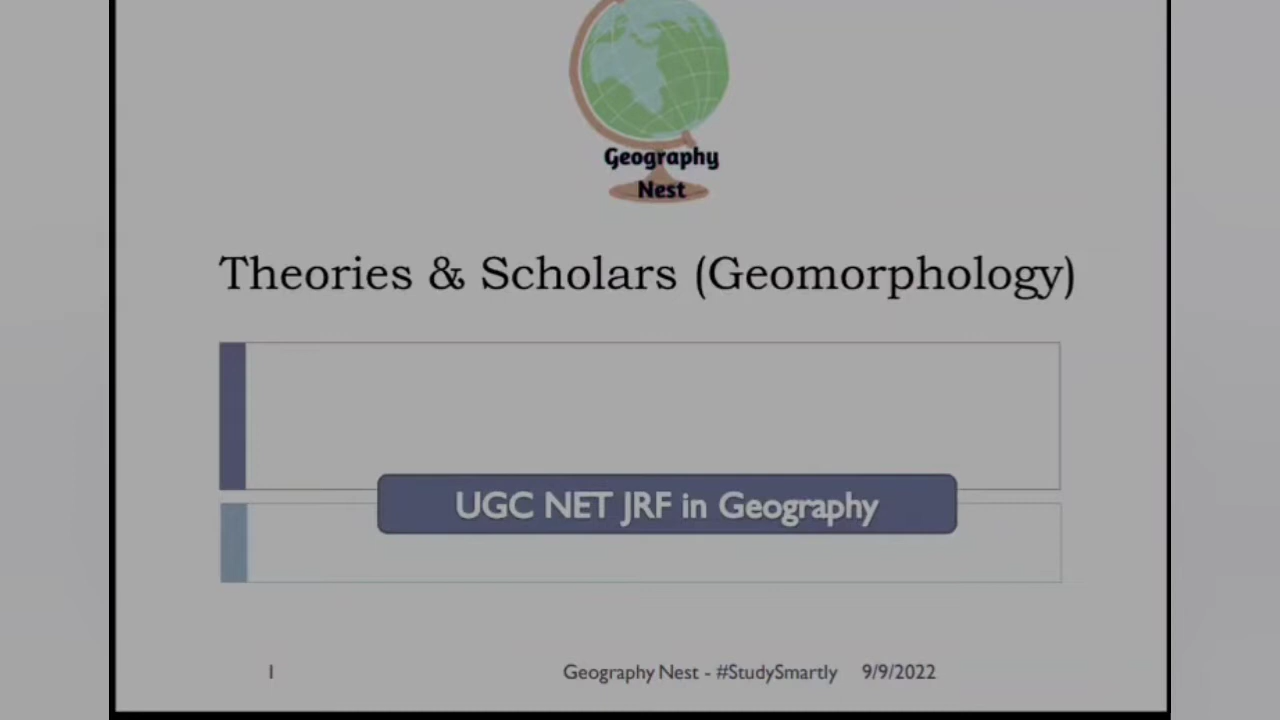 Geography
Nest
Theories & Scholars (Geomorphology)
UGC NET JRF in Geography
1 Geography Nest - #StudySmartly 9/9/2022